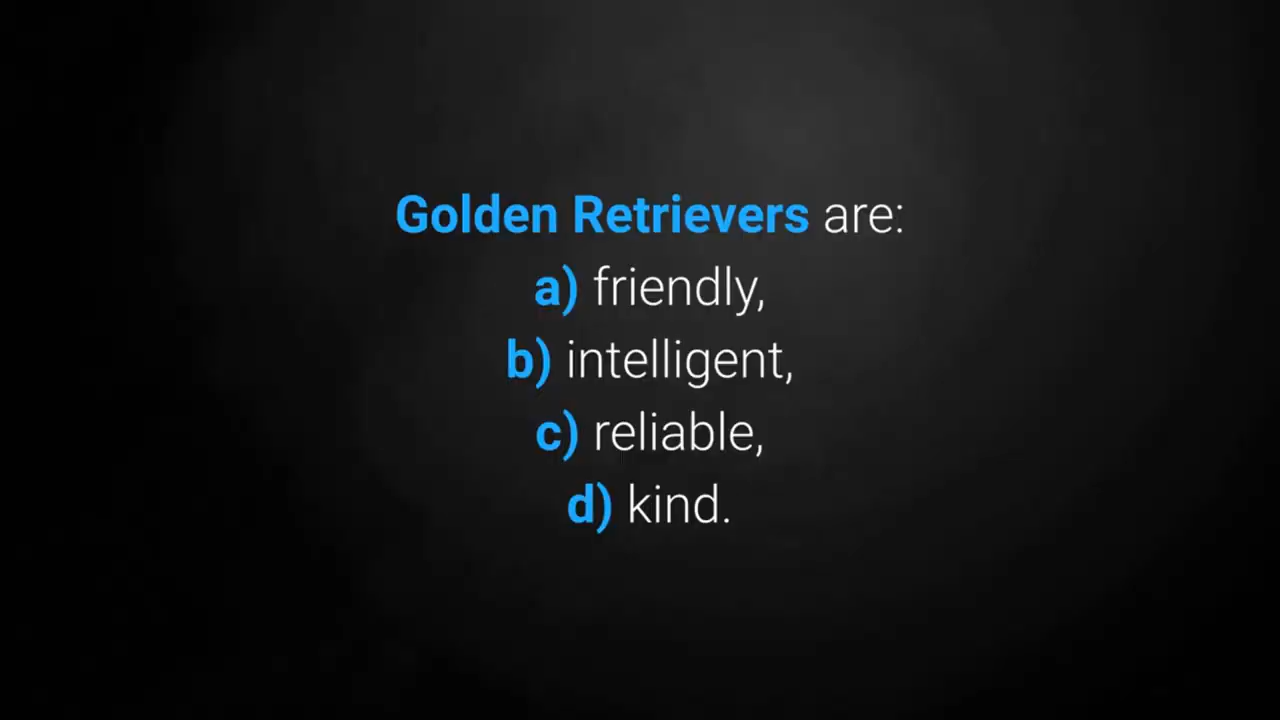 Golden Retrievers are:
a) friendly,
b) intelligent,
c) reliable,
d) kind.